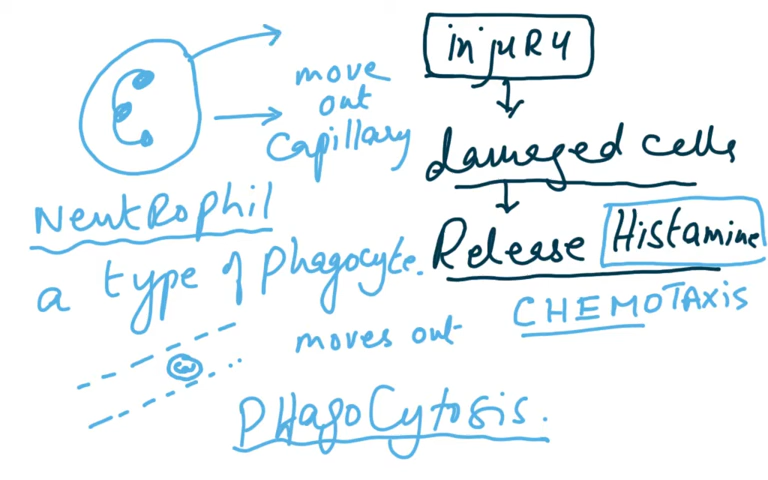 injuRy
damaged cells
Release Histamine
CHEMOTAXIS
move
out
Capillary
NeutRophil
a type of Phagocyte.
moves out
PHagoCytosis.